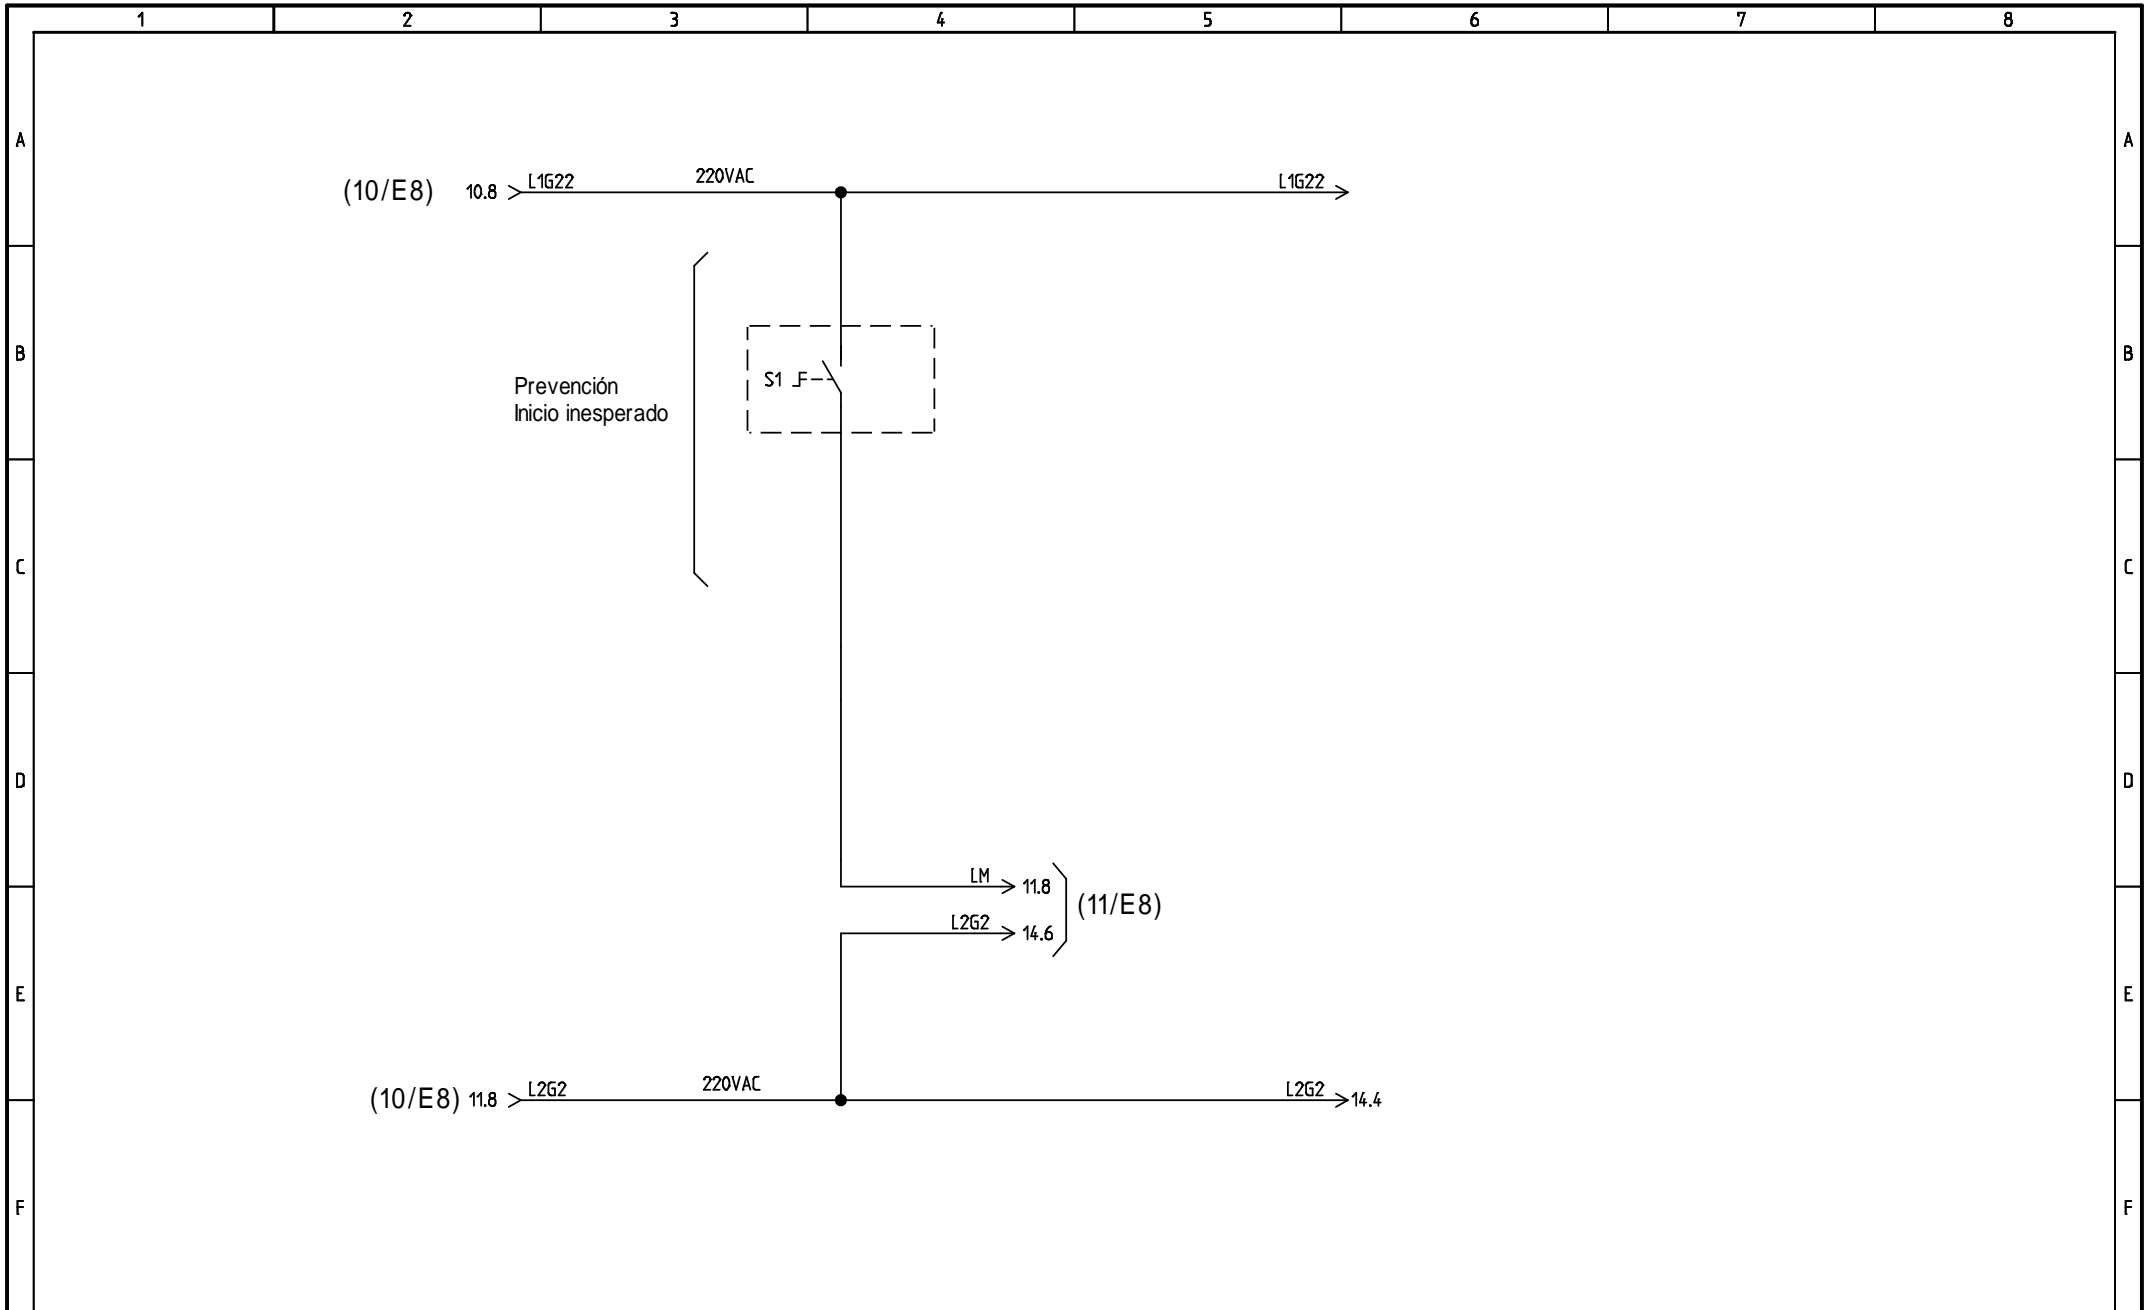 1 2 3 4 5 6 7 8
A A
(10/E8) 10.8 L1G22 220VAC L1G22
B B
S1
Prevención
Inicio inesperado
C C
D D
LM 11.8
(11/E8)
L2G2 14.6
E E
(10/E8) 11.8 L2G2 220VAC L2G2 14.4
F F